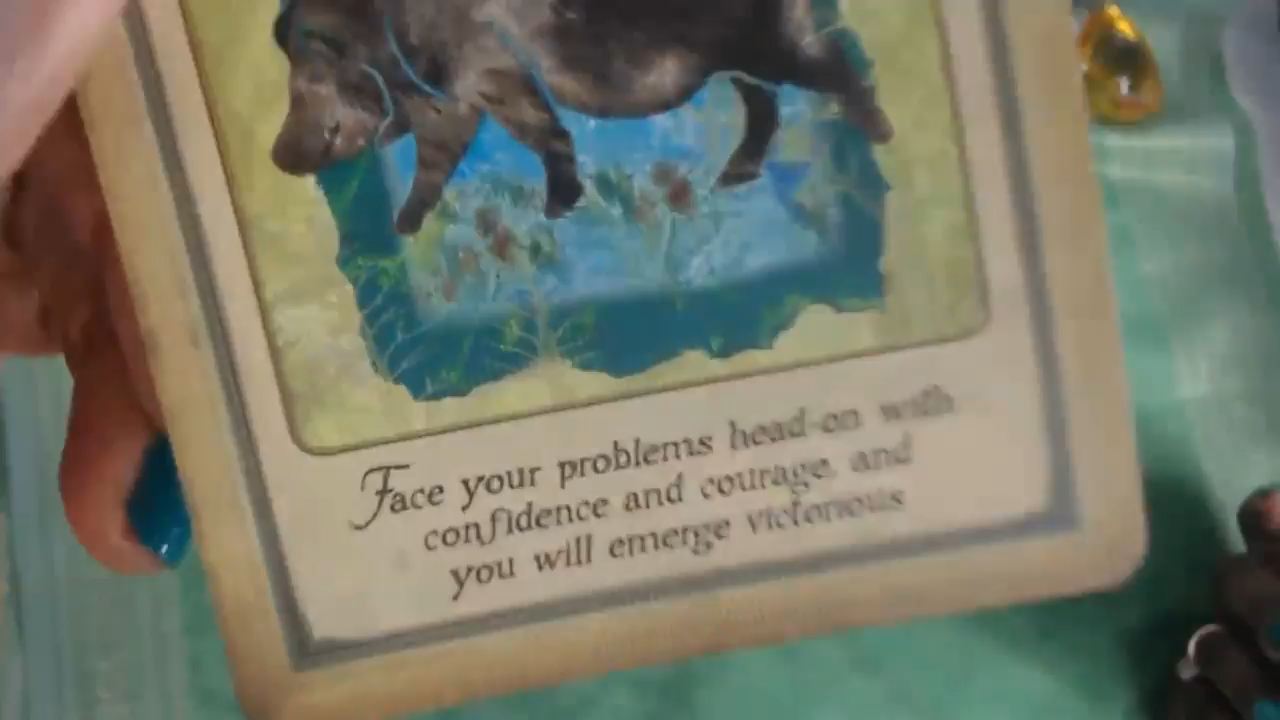 Face your problems head-on with
confidence and courage, and
you will emerge victorious